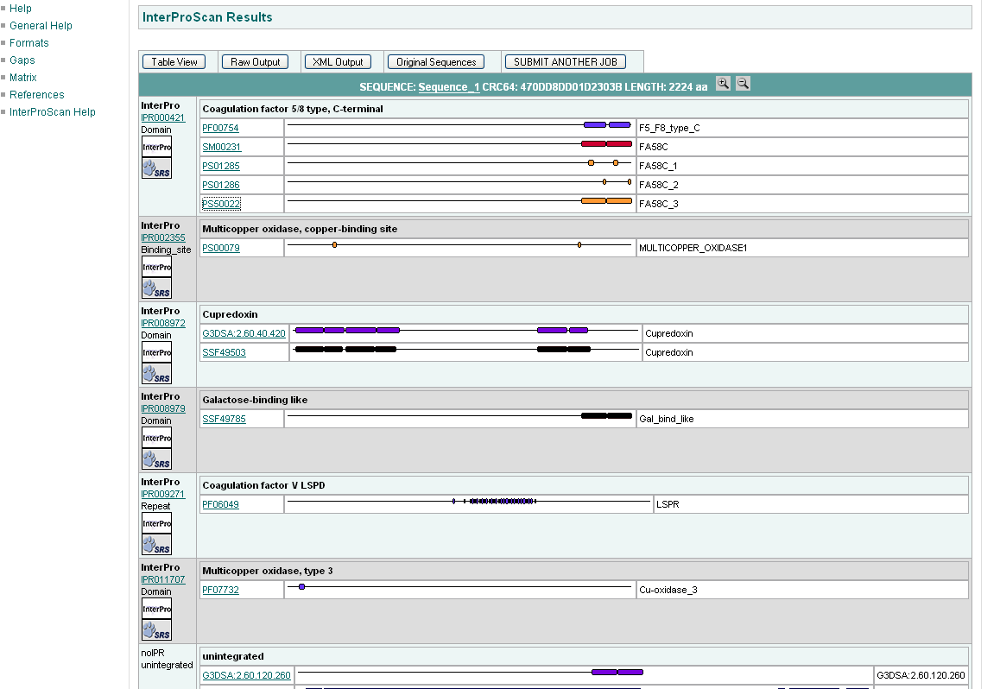 Help
General Help
Formats
Gaps
Matrix
References
InterProScan Help
InterProScan Results
Table View Raw Output XML Output Original Sequences SUBMIT ANOTHER JOB
SEQUENCE: Sequence_1 CRC64: 470DD8DD01D2303B LENGTH: 2224 aa
InterPro
IPR000421
Domain
InterPro
SRS
Coagulation factor 5/8 type, C-terminal
PF00754 F5_F8_type_C
SM00231 FA58C
PS01285 FA58C_1
PS01286 FA58C_2
PS50022 FA58C_3
InterPro
IPR002355
Binding_site
InterPro
SRS
Multicopper oxidase, copper-binding site
PS00079 MULTICOPPER_OXIDASE1
InterPro
IPR008972
Domain
InterPro
SRS
Cupredoxin
G3DSA:2.60.40.420 Cupredoxin
SSF49503 Cupredoxin
InterPro
IPR008979
Domain
InterPro
SRS
Galactose-binding like
SSF49785 Gal_bind_like
InterPro
IPR009271
Repeat
InterPro
SRS
Coagulation factor V LSPD
PF06049 LSPR
InterPro
IPR011707
Domain
InterPro
SRS
Multicopper oxidase, type 3
PF07732 Cu-oxidase_3
noIPR
unintegrated
unintegrated
G3DSA:2.60.120.260 G3DSA:2.60.120.260